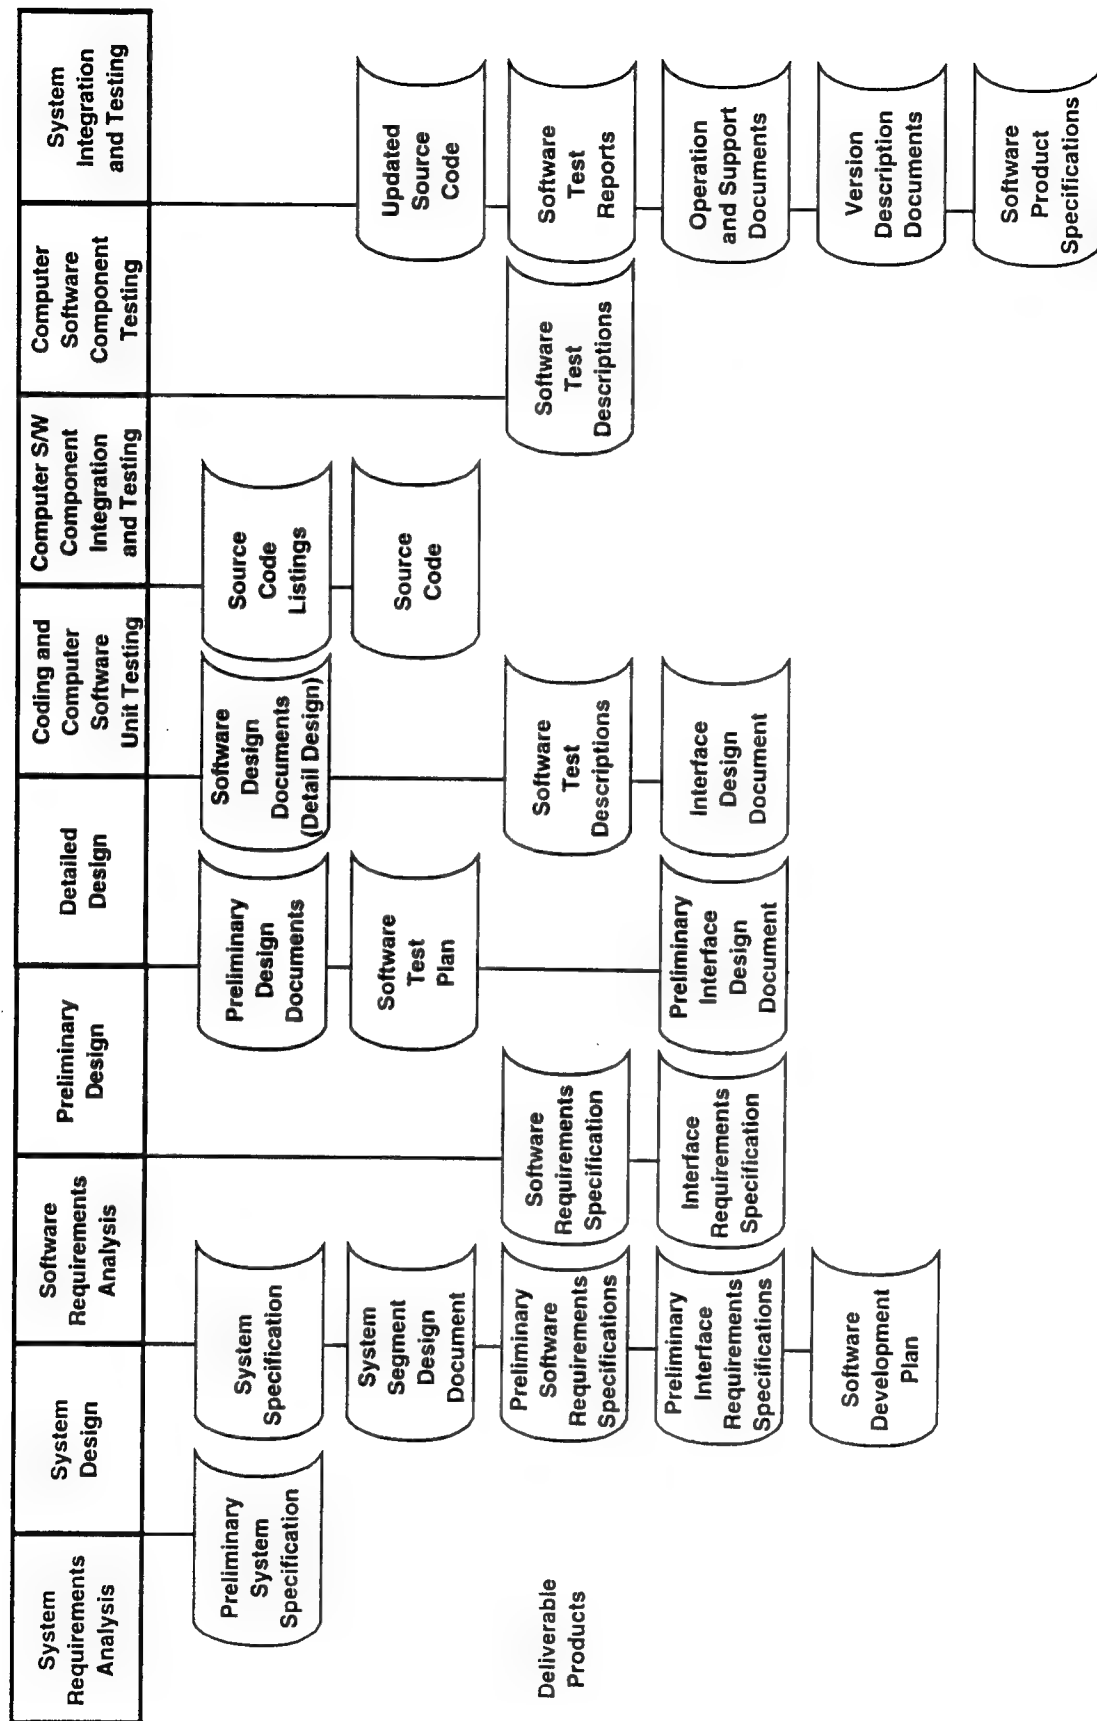 System
Requirements
Analysis
System
Design
Software
Requirements
Analysis
Preliminary
Design
Detailed
Design
Coding and
Computer
Software
Unit Testing
Computer S/W
Component
Integration
and Testing
Computer
Software
Component
Testing
System
Integration
and Testing
Preliminary
System
Specification
System
Specification
System
Segment
Design
Document
Preliminary
Software
Requirements
Specifications
Preliminary
Interface
Requirements
Specifications
Software
Development
Plan
Software
Requirements
Specification
Interface
Requirements
Specification
Preliminary
Design
Documents
Software
Test
Plan
Preliminary
Interface
Design
Document
Software
Design
Documents
(Detail Design)
Software
Test
Descriptions
Interface
Design
Document
Source
Code
Listings
Source
Code
Software
Test
Descriptions
Updated
Source
Code
Software
Test
Reports
Operation
and Support
Documents
Version
Description
Documents
Software
Product
Specifications
Deliverable
Products